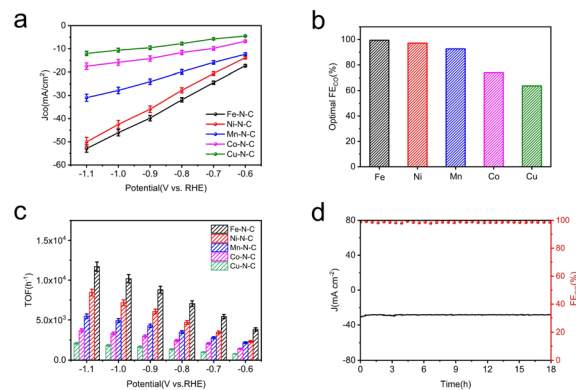 a
0
-10
-20
-30
-40
-50
-60
Jco(mA/cm²)
Fe-N-C
Ni-N-C
Mn-N-C
Co-N-C
Cu-N-C
-1.1 -1.0 -0.9 -0.8 -0.7 -0.6
Potential(V vs. RHE)
b
100
80
60
40
20
0
Optimal FE_CO(%)
Fe Ni Mn Co Cu
c
1.5x10⁴
1.0x10⁴
5.0x10³
0.0
TOF(h⁻¹)
Fe-N-C
Ni-N-C
Mn-N-C
Co-N-C
Cu-N-C
-1.1 -1.0 -0.9 -0.8 -0.7 -0.6
Potential(V vs.RHE)
d
80
40
0
-40
-80
J(mA cm⁻²)
100
80
60
40
20
0
0 3 6 9 12 15 18
Time(h)